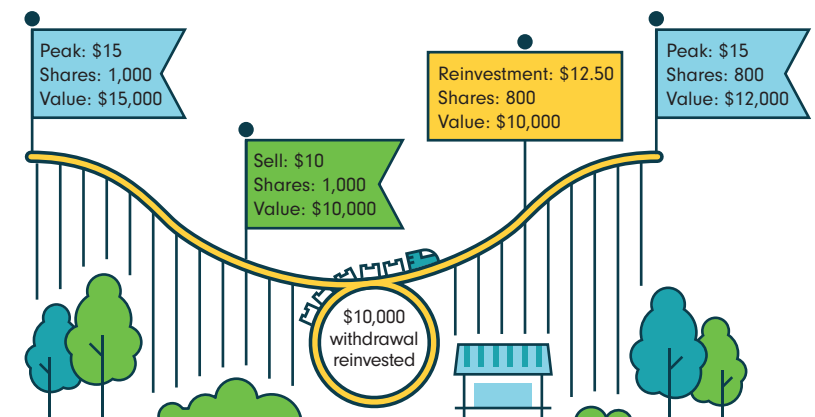 Peak: $15
Shares: 1,000
Value: $15,000
Sell: $10
Shares: 1,000
Value: $10,000
$10,000
withdrawal
reinvested
Reinvestment: $12.50
Shares: 800
Value: $10,000
Peak: $15
Shares: 800
Value: $12,000